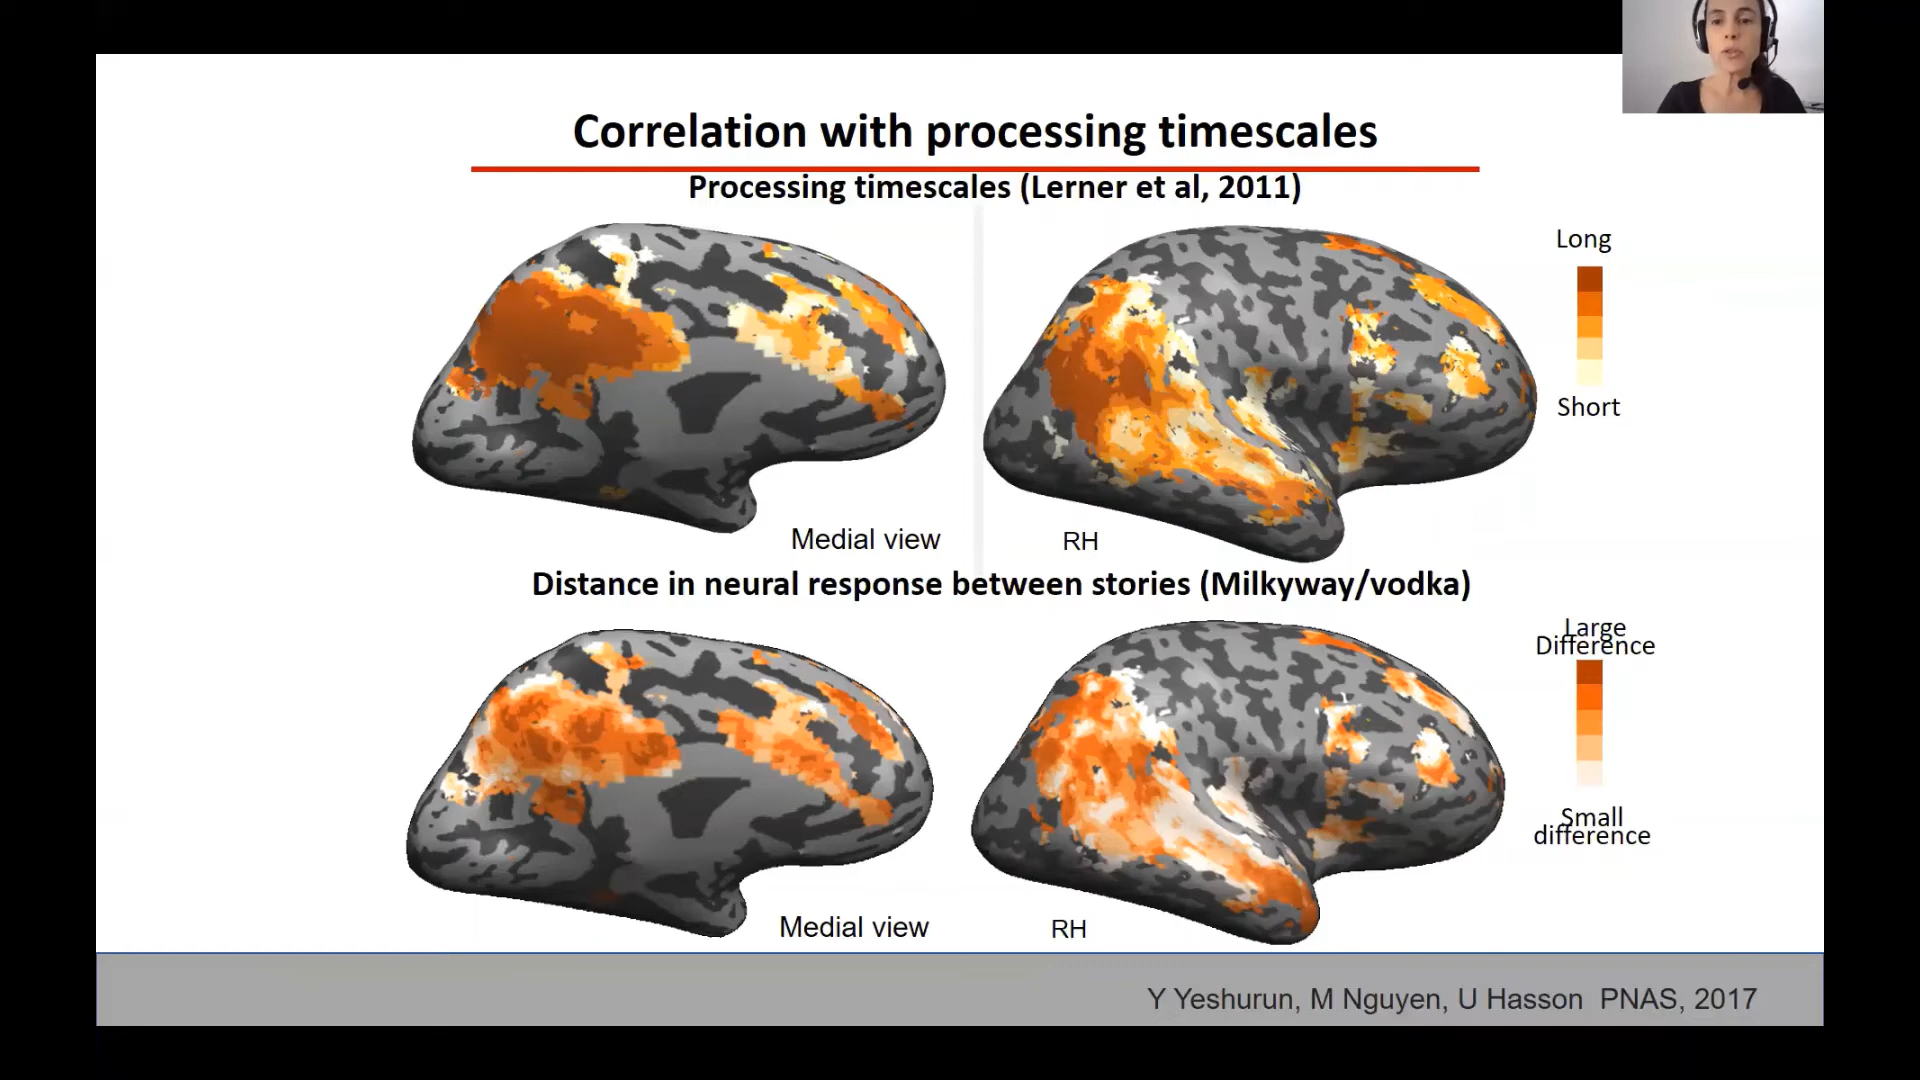 Correlation with processing timescales
Processing timescales (Lerner et al, 2011)
Long
Short
Medial view
RH
Distance in neural response between stories (Milkyway/vodka)
Large
Difference
Small
difference
Medial view
RH
Y Yeshurun, M Nguyen, U Hasson PNAS, 2017